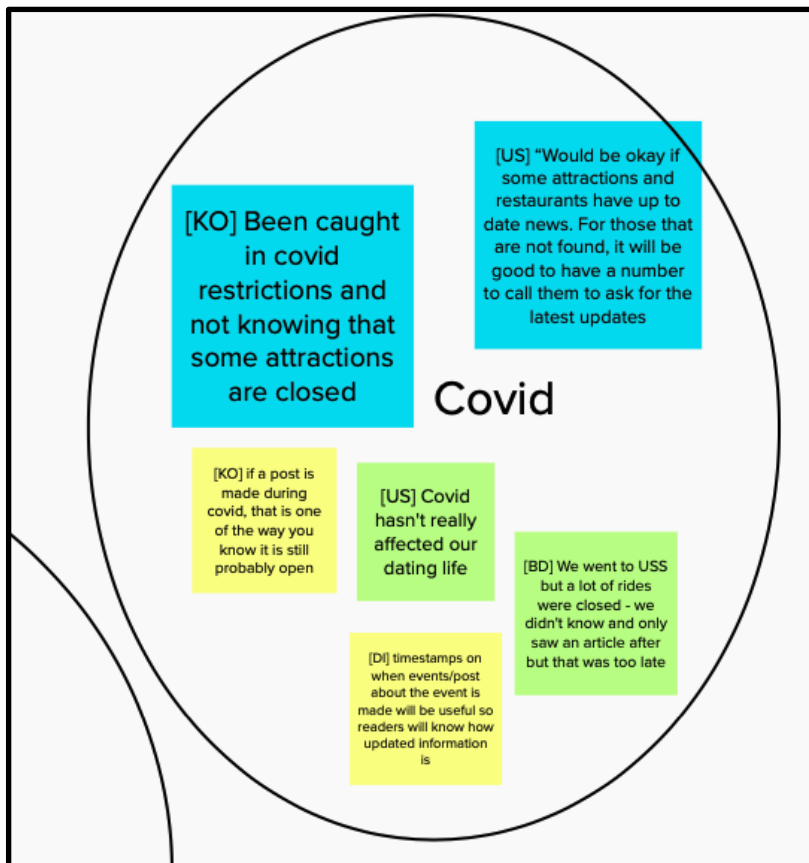 [US] “Would be okay if
some attractions and
restaurants have up to
date news. For those that
are not found, it will be
good to have a number
to call them to ask for the
latest updates
[KO] Been caught
in covid
restrictions and
not knowing that
some attractions
are closed
Covid
[KO] if a post is
made during
covid, that is one
of the way you
know it is still
probably open
[US] Covid
hasn't really
affected our
dating life
[BD] We went to USS
but a lot of rides
were closed - we
didn't know and only
saw an article after
but that was too late
[DI] timestamps on
when events/post
about the event is
made will be useful so
readers will know how
updated information
is